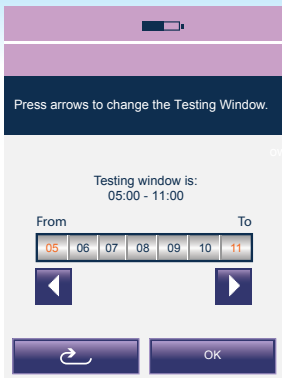 Press arrows to change the Testing Window.
Testing window is:
05:00 - 11:00
From To
05 06 07 08 09 10 11
OK